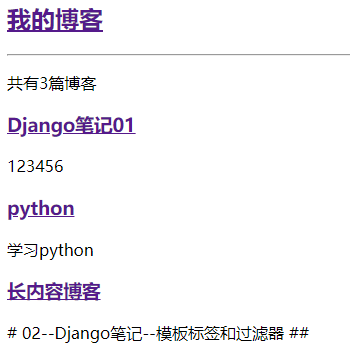 我的博客
共有3篇博客
Django笔记01
123456
python
学习python
长内容博客
# 02--Django笔记--模板标签和过滤器 ##